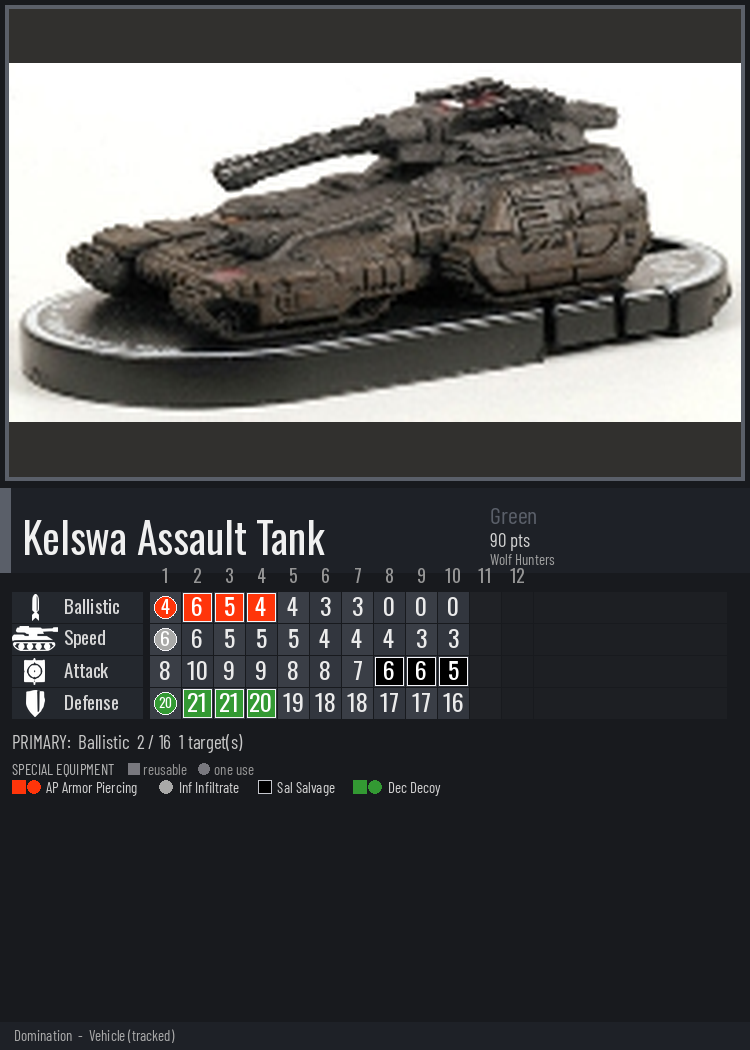 Kelswa Assault Tank
Green
90 pts
Wolf Hunters
1 2 3 4 5 6 7 8 9 10 11 12
Ballistic 4 6 5 4 4 3 3 0 0 0
Speed 6 6 5 5 5 4 4 4 3 3
Attack 8 10 9 9 8 8 7 6 6 5
Defense 20 21 21 20 19 18 18 17 17 16
PRIMARY: Ballistic 2 / 16 1 target(s)
SPECIAL EQUIPMENT reusable one use
AP Armor Piercing Inf Infiltrate Sal Salvage Dec Decoy
Domination - Vehicle (tracked)